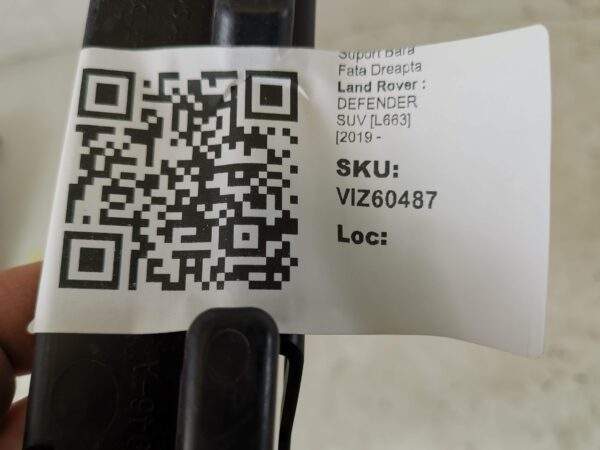 Suport Bara
Fata Dreapta
Land Rover :
DEFENDER
SUV [L663]
[2019 -
SKU:
VIZ60487
Loc: